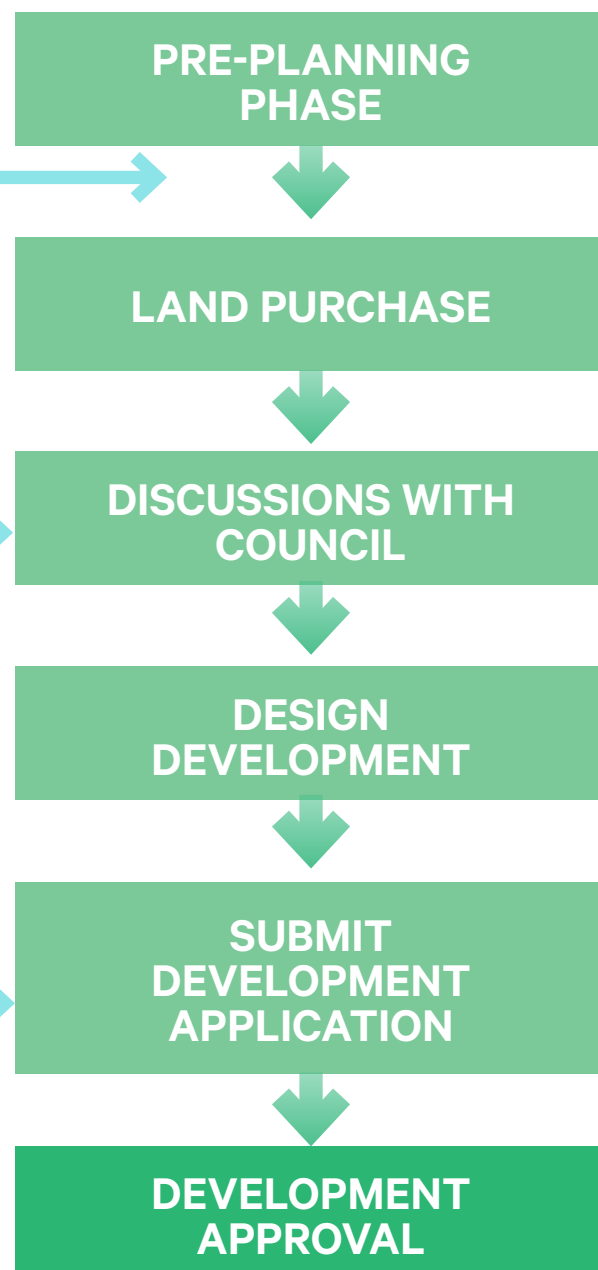 PRE-PLANNING
PHASE
LAND PURCHASE
DISCUSSIONS WITH
COUNCIL
DESIGN
DEVELOPMENT
SUBMIT
DEVELOPMENT
APPLICATION
DEVELOPMENT
APPROVAL